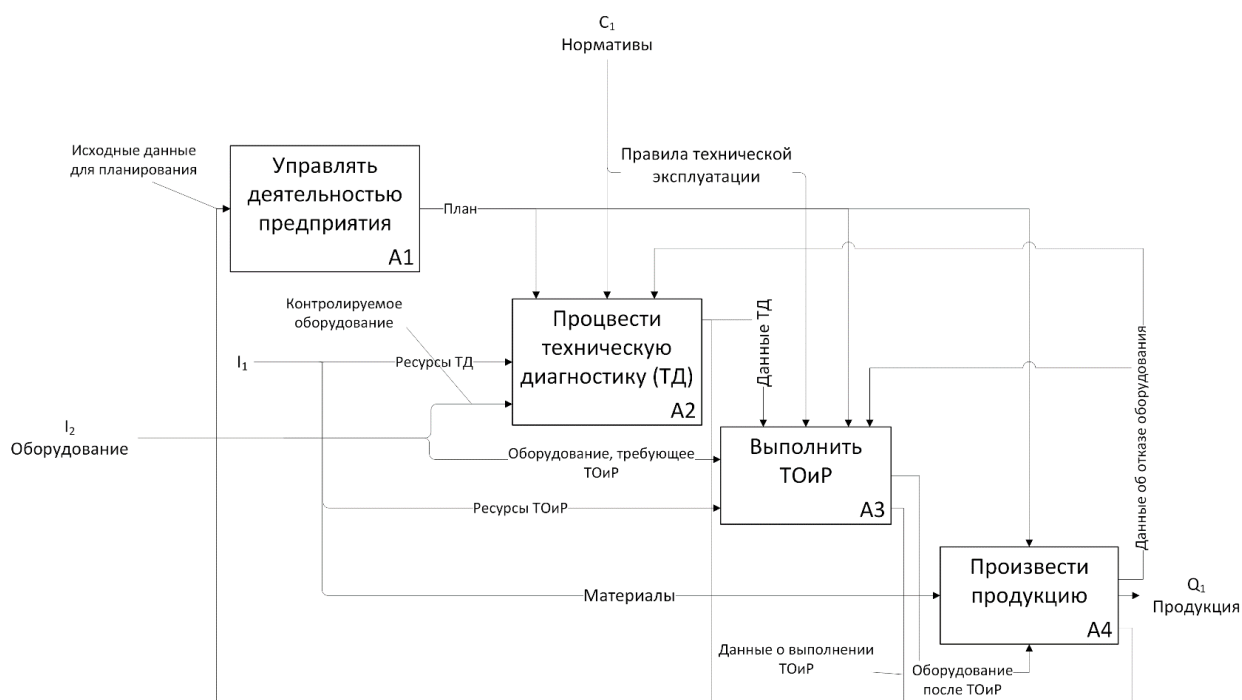 C₁
Нормативы
Исходные данные
для планирования
Управлять
деятельностью
предприятия
A1
План
Правила технической
эксплуатации
Контролируемое
оборудование
I₁
Ресурсы ТД
Процвести
техническую
диагностику (ТД)
A2
Данные ТД
I₂
Оборудование
Оборудование, требующее
ТОиР
Выполнить
ТОиР
A3
Ресурсы ТОиР
Данные об отказе оборудования
Произвести
продукцию
A4
Материалы
Q₁
Продукция
Данные о выполнении
ТОиР
Оборудование
после ТОиР